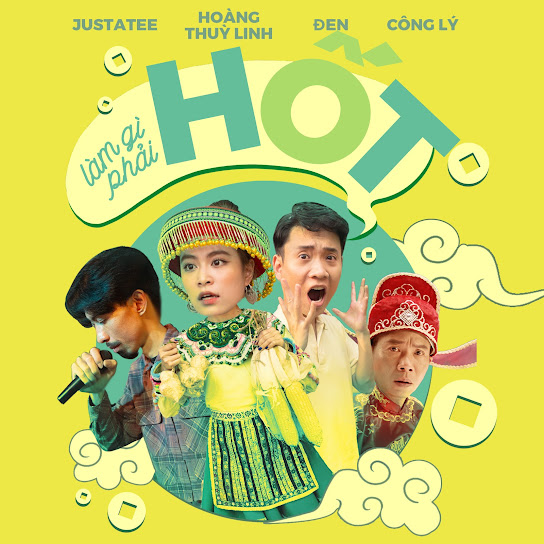 JUSTATEE
HOÀNG
THUỲ LINH
ĐEN
CÔNG LÝ
làm gì
phải
HỐT